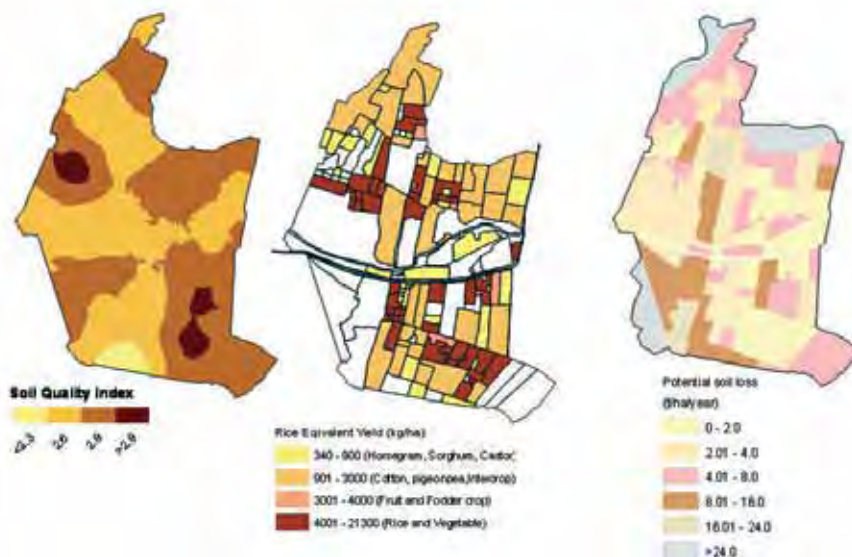 Soil Quality Index
<2.3 2.6 2.9 >2.9
Rice Equivalent Yield (kg/ha)
340 - 900 (Horsegram, Sorghum, Castor)
901 - 3000 (Cotton, pigeonpea,Intercrop)
3001 - 4000 (Fruit and Fodder crop)
4001 - 21300 (Rice and Vegetable)
Potential soil loss
(t/ha/year)
0 - 2.0
2.01 - 4.0
4.01 - 8.0
8.01 - 16.0
16.01 - 24.0
>24.0